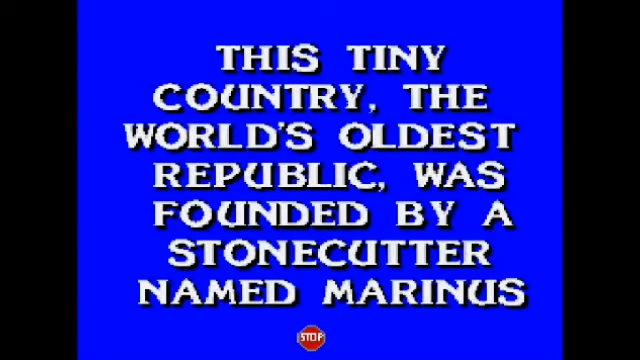 THIS TINY
COUNTRY, THE
WORLD'S OLDEST
REPUBLIC, WAS
FOUNDED BY A
STONECUTTER
NAMED MARINUS
STOP